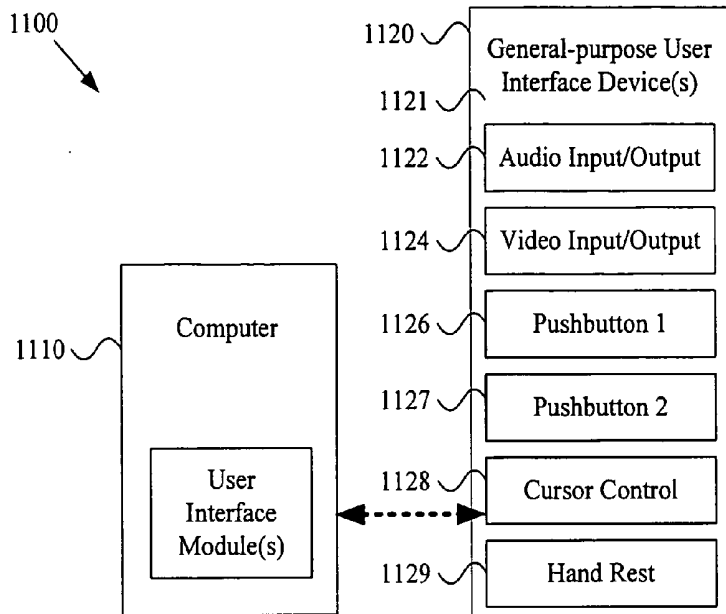 1100
1120
General-purpose User
Interface Device(s)
1121
1122
Audio Input/Output
1124
Video Input/Output
1126
Pushbutton 1
1127
Pushbutton 2
1128
Cursor Control
1129
Hand Rest
1110
Computer
User
Interface
Module(s)